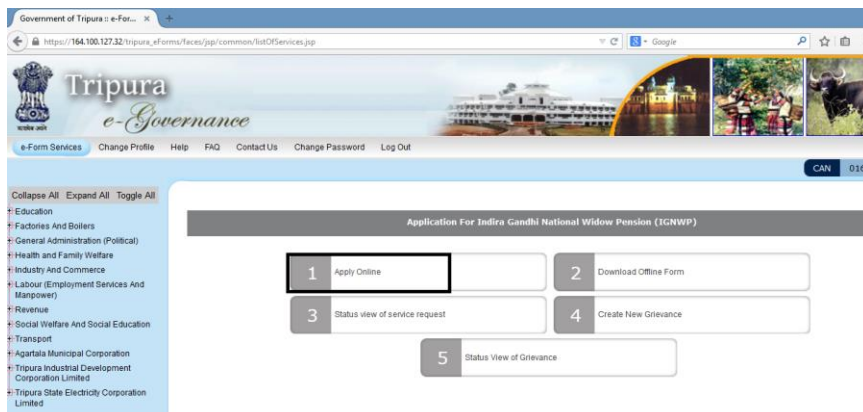 Government of Tripura :: e-For... ×
https://164.100.127.32/tripura_eForms/faces/jsp/common/listOfServices.jsp
Google
Tripura
e-Governance
सत्यमेव जयते
e-Form Services Change Profile Help FAQ Contact Us Change Password Log Out
CAN 016
Collapse All Expand All Toggle All
Education
Factories And Boilers
General Administration (Political)
Health and Family Welfare
Industry And Commerce
Labour (Employment Services And
Manpower)
Revenue
Social Welfare And Social Education
Transport
Agartala Municipal Corporation
Tripura Industrial Development
Corporation Limited
Tripura State Electricity Corporation
Limited
Application For Indira Gandhi National Widow Pension (IGNWP)
1 Apply Online
2 Download Offline Form
3 Status view of service request
4 Create New Grievance
5 Status View of Grievance